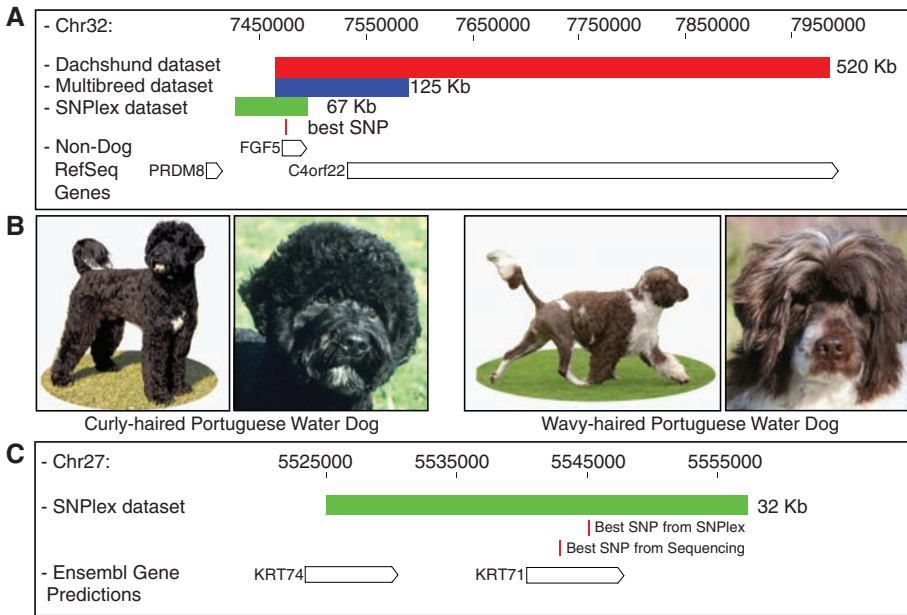 A
- Chr32: 7450000 7550000 7650000 7750000 7850000 7950000
- Dachshund dataset 520 Kb
- Multibreed dataset 125 Kb
- SNPlex dataset 67 Kb
best SNP
- Non-Dog FGF5
RefSeq PRDM8 C4orf22
Genes
B
Curly-haired Portuguese Water Dog Wavy-haired Portuguese Water Dog
C
- Chr27: 5525000 5535000 5545000 5555000
- SNPlex dataset 32 Kb
Best SNP from SNPlex
Best SNP from Sequencing
- Ensembl Gene KRT74 KRT71
Predictions